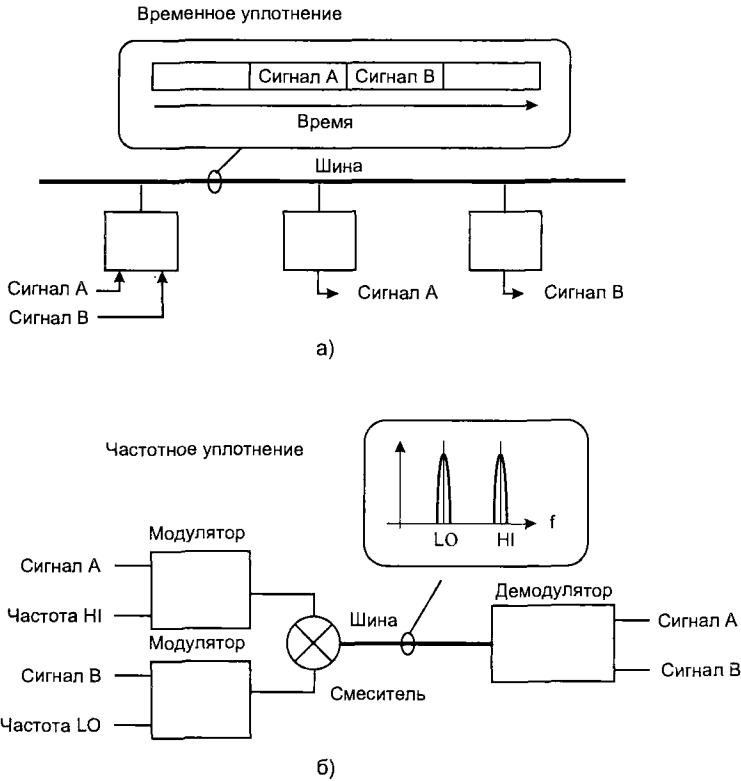 Временное уплотнение
Сигнал А Сигнал В
Время
Шина
Сигнал А
Сигнал В
Сигнал А
Сигнал В
а)
Частотное уплотнение
LO HI
f
Модулятор
Сигнал А
Частота HI
Модулятор
Сигнал В
Частота LO
Шина
Смеситель
Демодулятор
Сигнал А
Сигнал В
б)